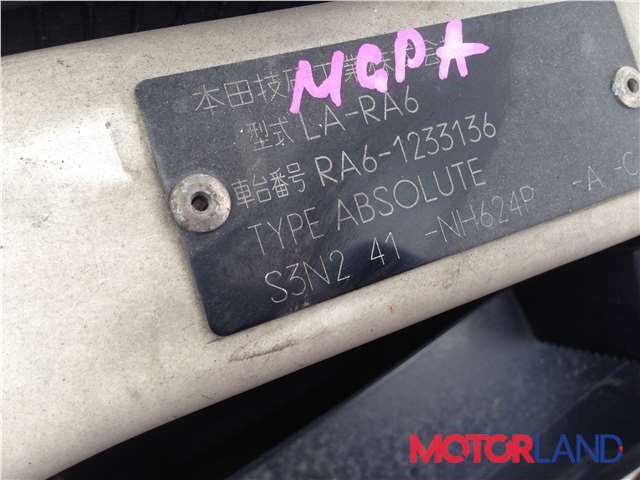 本田技研工業株式会社
MGPA
型式 LA-RA6
車台番号 RA6-1233136
TYPE ABSOLUTE
S3N2 41 -NH624P -A -C
MOTORLAND